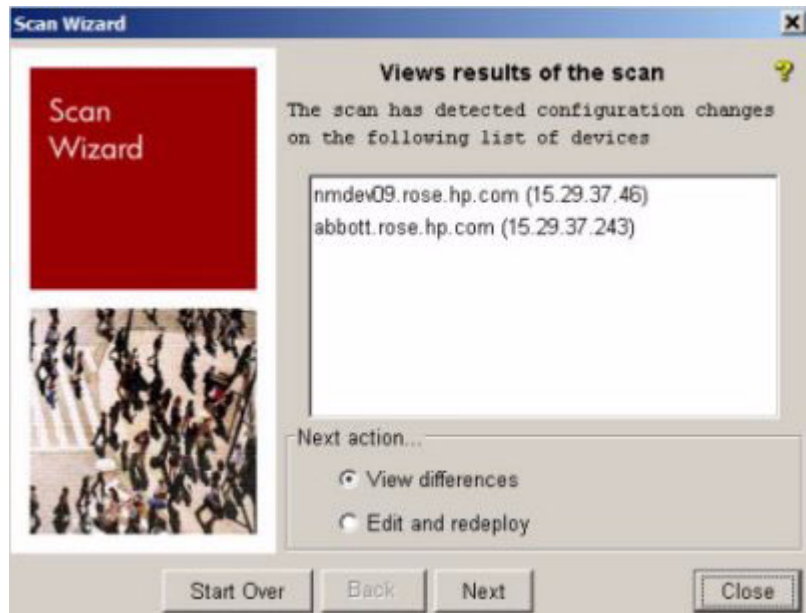 Scan Wizard
Scan
Wizard
Views results of the scan
The scan has detected configuration changes
on the following list of devices
nmdev09.rose.hp.com (15.29.37.46)
abbott.rose.hp.com (15.29.37.243)
Next action...
View differences
Edit and redeploy
Start Over
Back
Next
Close